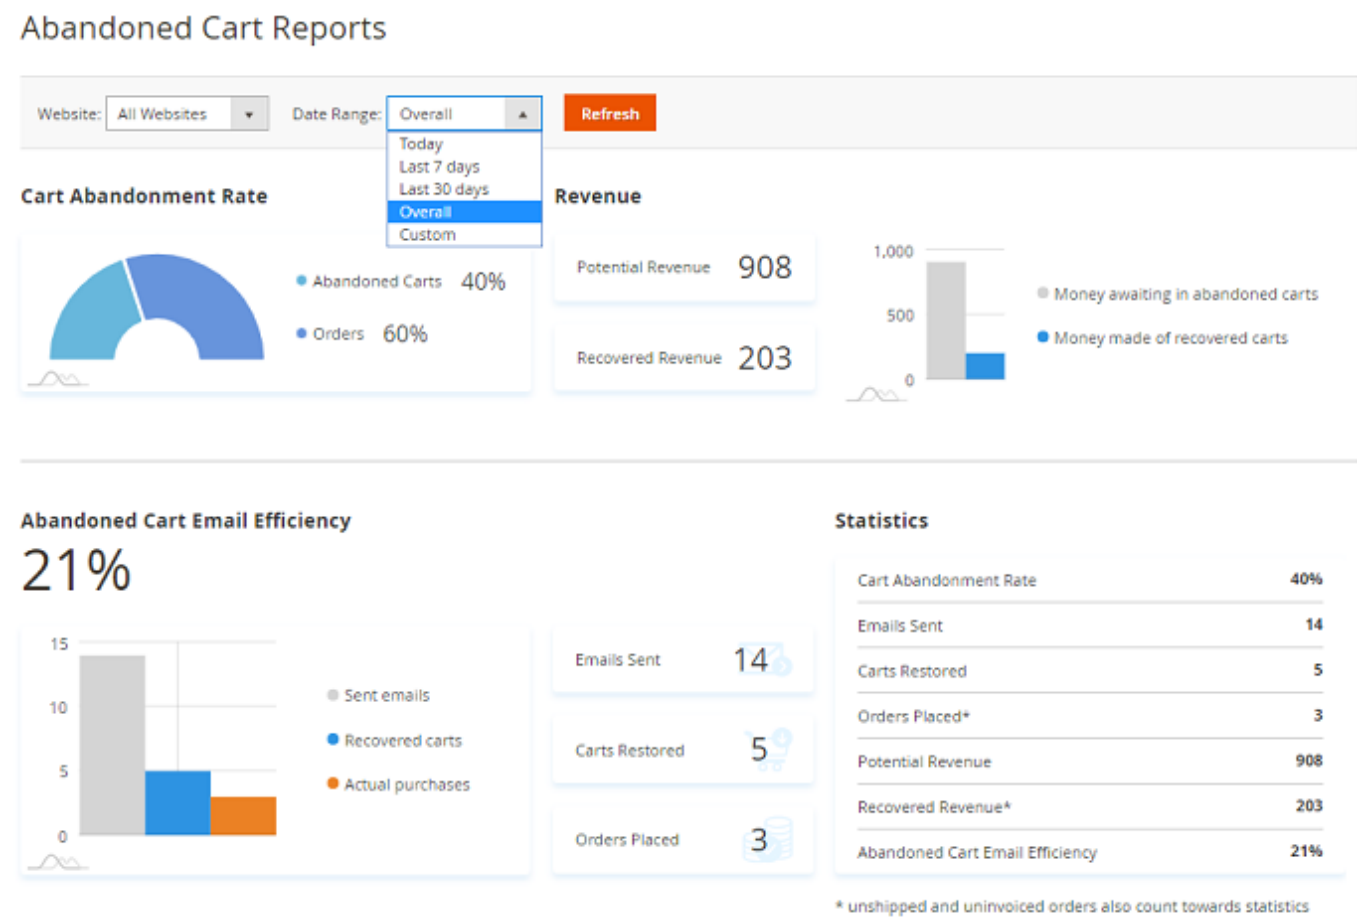 Abandoned Cart Reports
Website: All Websites Date Range: Overall Refresh
Today
Last 7 days
Last 30 days
Overall
Custom
Cart Abandonment Rate
Abandoned Carts 40%
Orders 60%
Revenue
Potential Revenue 908
Recovered Revenue 203
1,000
500
0
Money awaiting in abandoned carts
Money made of recovered carts
Abandoned Cart Email Efficiency
21%
15
10
5
0
Sent emails
Recovered carts
Actual purchases
Emails Sent 14
Carts Restored 5
Orders Placed 3
Statistics
Cart Abandonment Rate 40%
Emails Sent 14
Carts Restored 5
Orders Placed* 3
Potential Revenue 908
Recovered Revenue* 203
Abandoned Cart Email Efficiency 21%
* unshipped and uninvoiced orders also count towards statistics